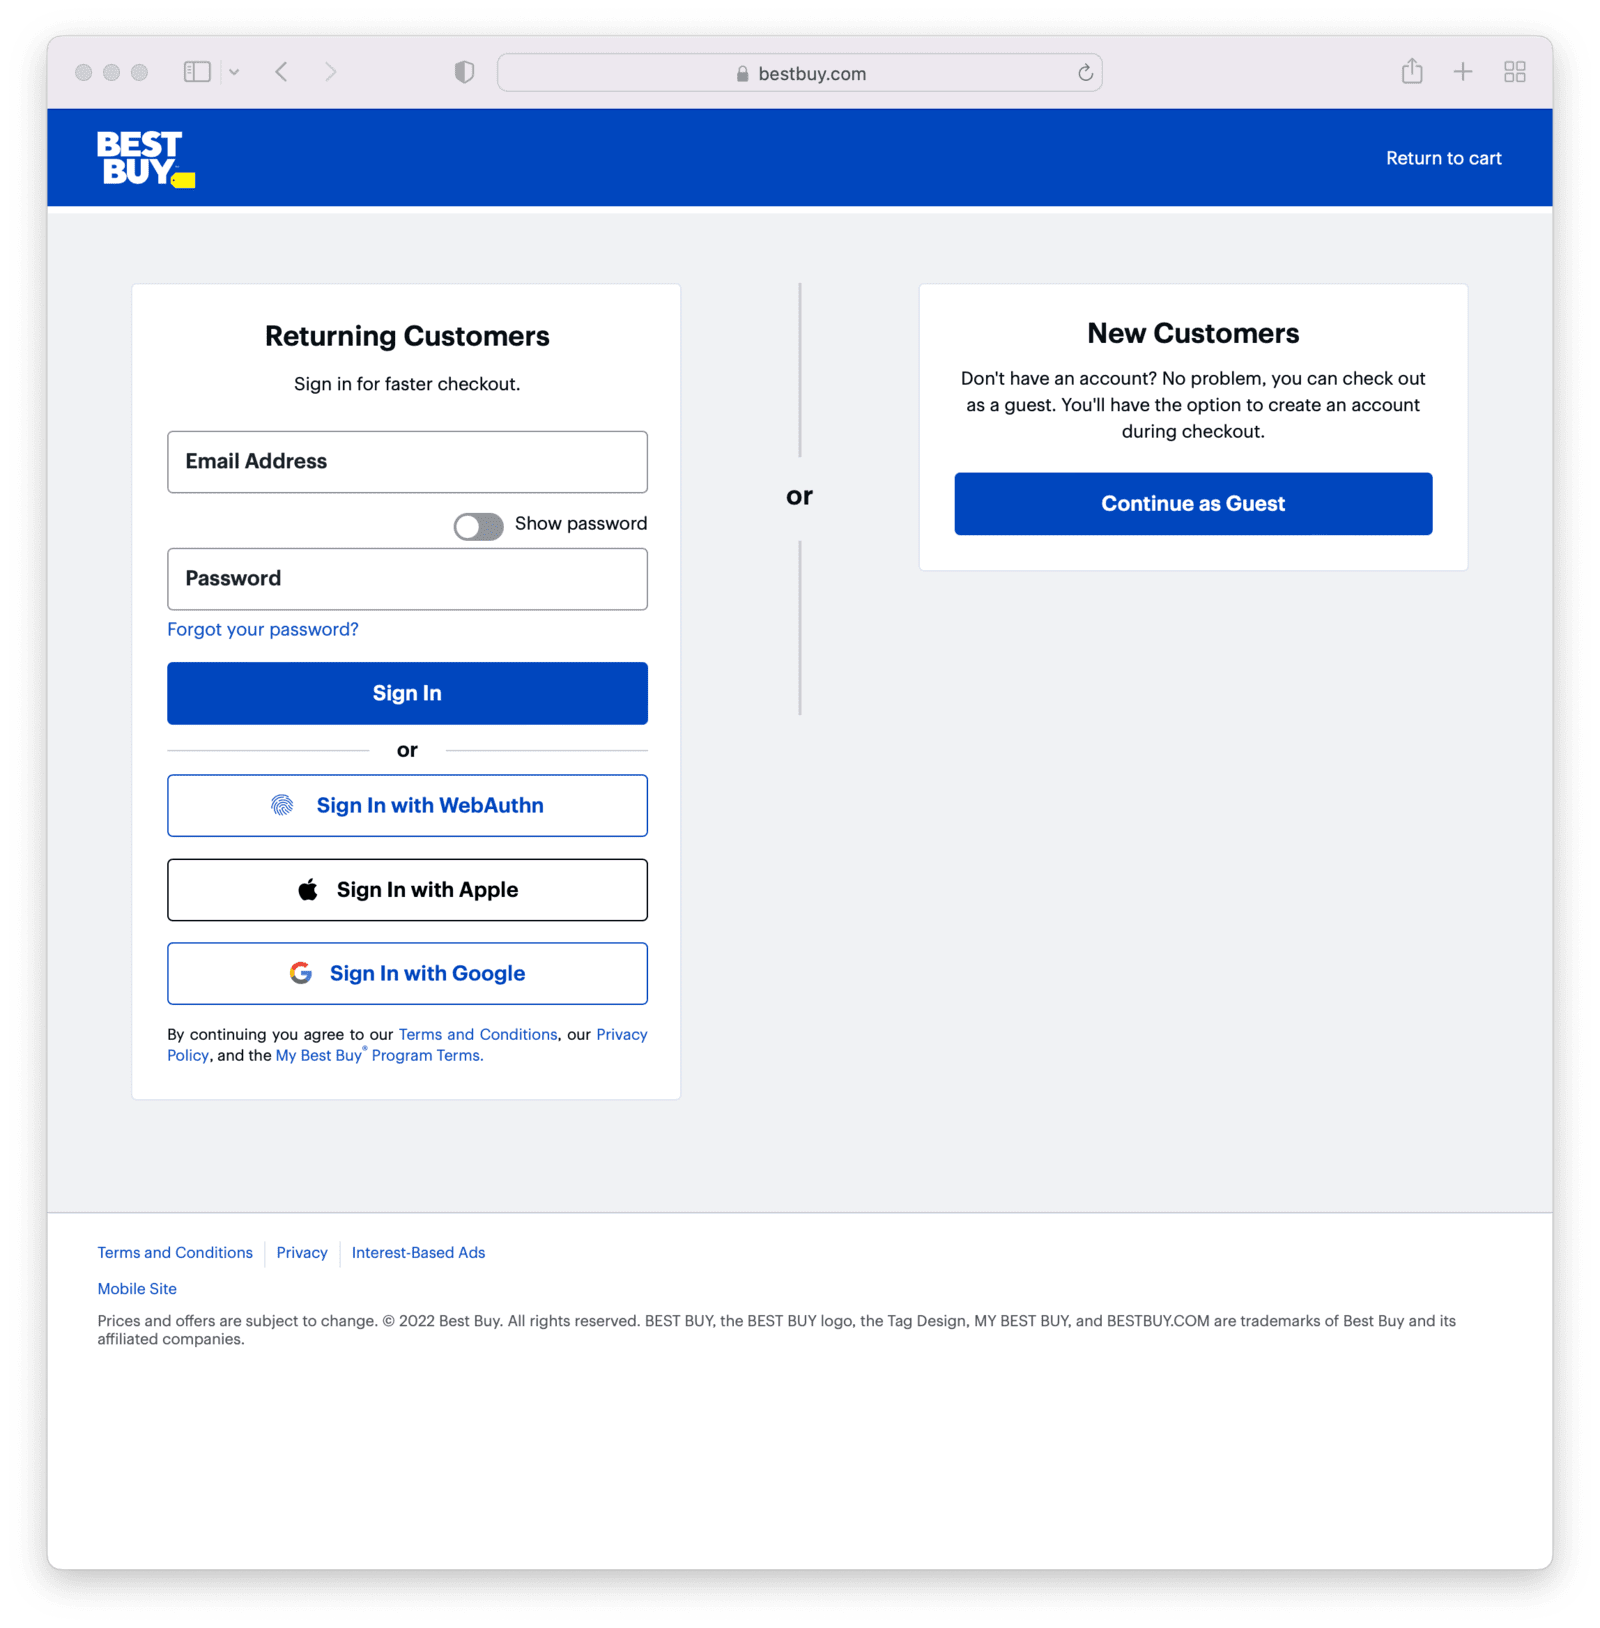 bestbuy.com
BEST
BUY
Return to cart
Returning Customers
Sign in for faster checkout.
Email Address
Show password
Password
Forgot your password?
Sign In
or
Sign In with WebAuthn
Sign In with Apple
Sign In with Google
By continuing you agree to our Terms and Conditions, our Privacy
Policy, and the My Best Buy® Program Terms.
or
New Customers
Don't have an account? No problem, you can check out
as a guest. You'll have the option to create an account
during checkout.
Continue as Guest
Terms and Conditions
Privacy
Interest-Based Ads
Mobile Site
Prices and offers are subject to change. © 2022 Best Buy. All rights reserved. BEST BUY, the BEST BUY logo, the Tag Design, MY BEST BUY, and BESTBUY.COM are trademarks of Best Buy and its
affiliated companies.